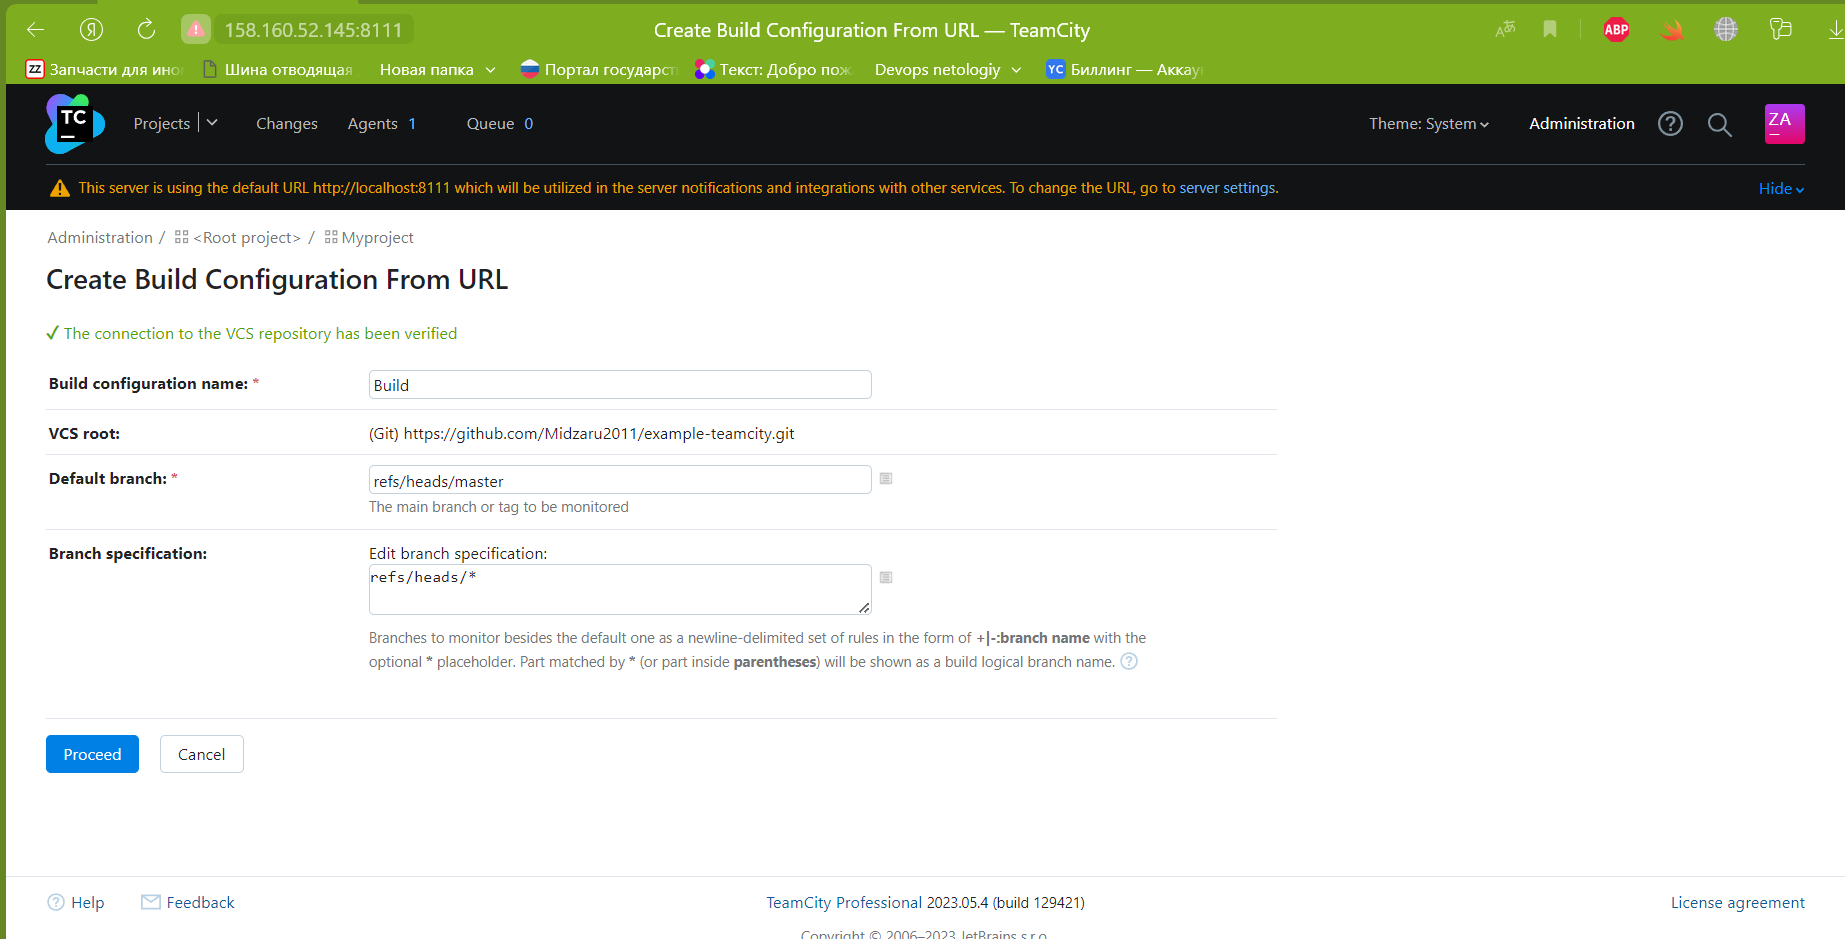 158.160.52.145:8111 Create Build Configuration From URL — TeamCity ABP
ZZ Запчасти для ино Шина отводящая Новая папка Портал государст Текст: Добро пож Devops netologiy YC Биллинг — Аккау
TC Projects Changes Agents 1 Queue 0 Theme: System Administration ZA
This server is using the default URL http://localhost:8111 which will be utilized in the server notifications and integrations with other services. To change the URL, go to server settings. Hide
Administration / <Root project> / Myproject
Create Build Configuration From URL
The connection to the VCS repository has been verified
Build configuration name: * Build
VCS root: (Git) https://github.com/Midzaru2011/example-teamcity.git
Default branch: * refs/heads/master
The main branch or tag to be monitored
Branch specification: Edit branch specification:
refs/heads/*
Branches to monitor besides the default one as a newline-delimited set of rules in the form of +|-:branch name with the
optional * placeholder. Part matched by * (or part inside parentheses) will be shown as a build logical branch name. ?
Proceed Cancel
? Help Feedback TeamCity Professional 2023.05.4 (build 129421) License agreement
Copyright © 2006–2023 JetBrains s.r.o.